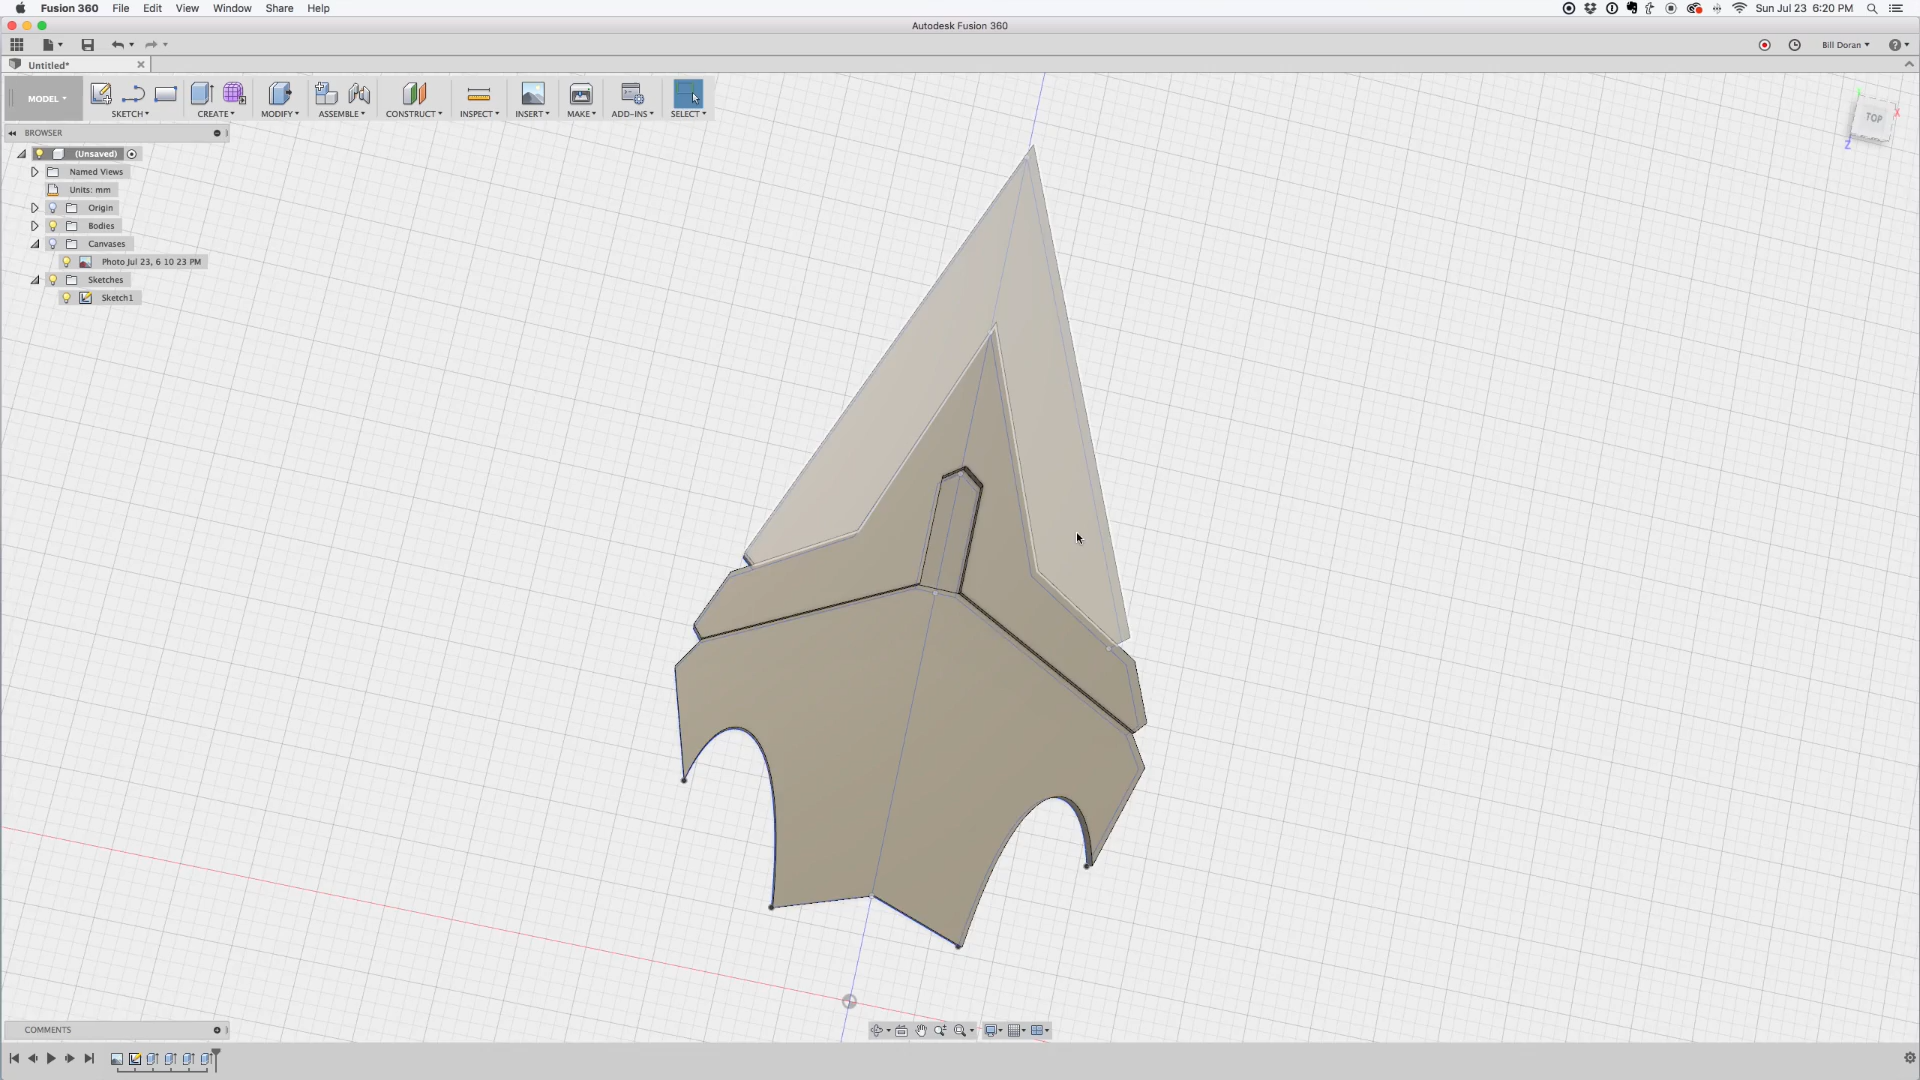 Fusion 360 File Edit View Window Share Help Sun Jul 23 6:20 PM
Autodesk Fusion 360
Bill Doran
Untitled*
MODEL SKETCH CREATE MODIFY ASSEMBLE CONSTRUCT INSPECT INSERT MAKE ADD-INS SELECT
TOP
X
Z
BROWSER
(Unsaved)
Named Views
Units: mm
Origin
Bodies
Canvases
Photo Jul 23, 6 10 23 PM
Sketches
Sketch1
COMMENTS